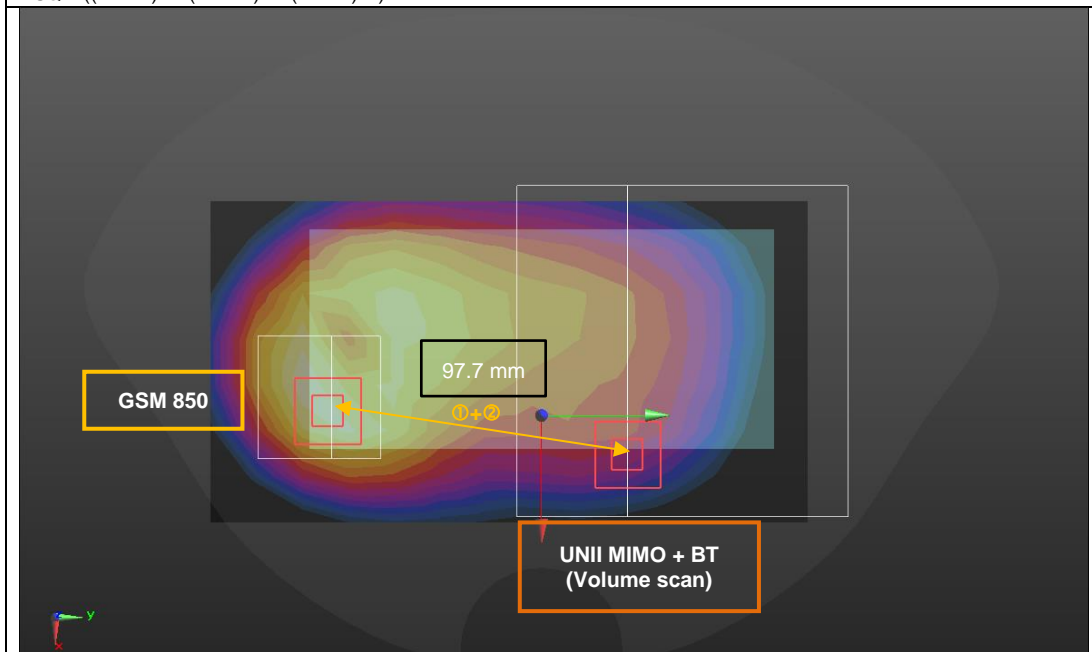 97.7 mm
GSM 850
①+②
UNII MIMO + BT
(Volume scan)
y
x